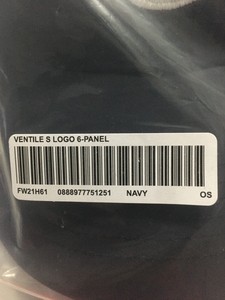 VENTILE S LOGO 6-PANEL
FW21H61 0888977751251 NAVY OS